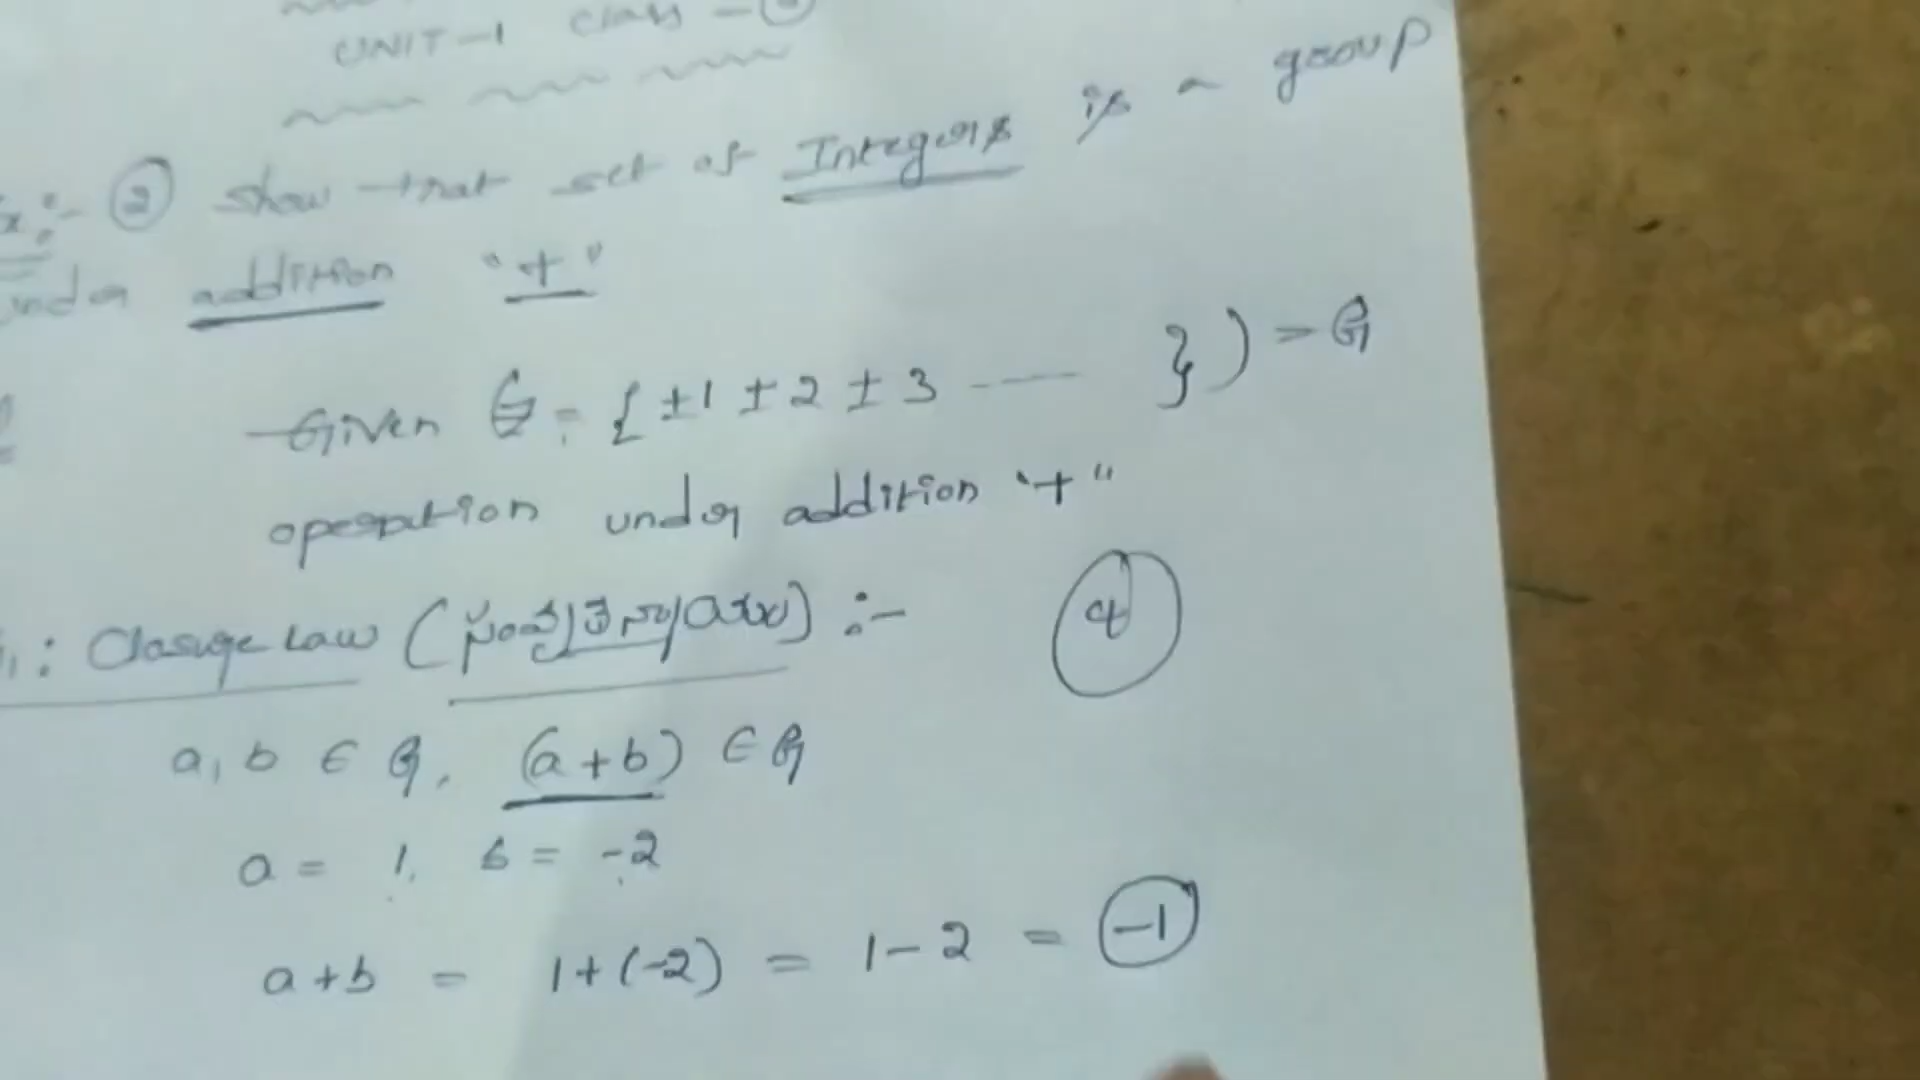 UNIT-1 class -
Ex:- ② show that set of Integers is a group
under addition "+"
Given G = { ±1 ±2 ±3 ---- } ) = G
operation under addition "+"
G₁: Closure Law ( ) :- ④
a, b ∈ G, (a+b) ∈ G
a = 1, b = -2
a+b = 1+(-2) = 1-2 = -1